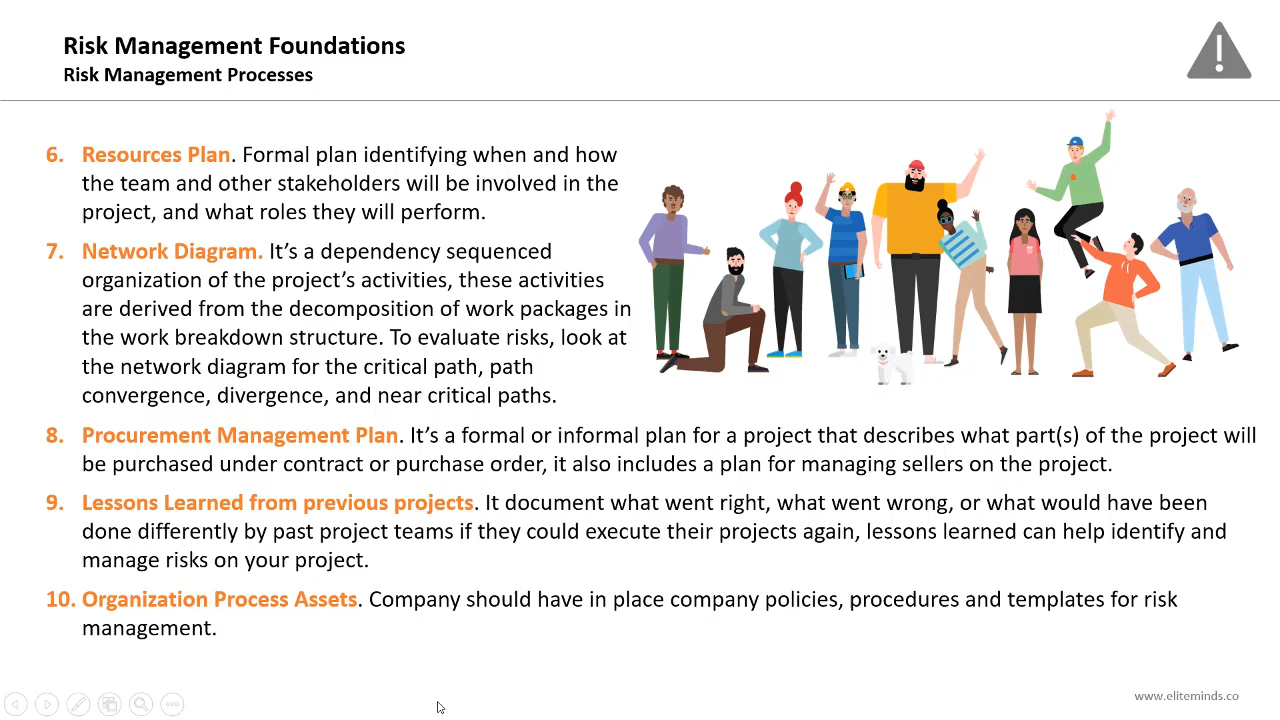 Risk Management Foundations
Risk Management Processes
6. Resources Plan. Formal plan identifying when and how
the team and other stakeholders will be involved in the
project, and what roles they will perform.
7. Network Diagram. It’s a dependency sequenced
organization of the project’s activities, these activities
are derived from the decomposition of work packages in
the work breakdown structure. To evaluate risks, look at
the network diagram for the critical path, path
convergence, divergence, and near critical paths.
8. Procurement Management Plan. It’s a formal or informal plan for a project that describes what part(s) of the project will
be purchased under contract or purchase order, it also includes a plan for managing sellers on the project.
9. Lessons Learned from previous projects. It document what went right, what went wrong, or what would have been
done differently by past project teams if they could execute their projects again, lessons learned can help identify and
manage risks on your project.
10. Organization Process Assets. Company should have in place company policies, procedures and templates for risk
management.
www.eliteminds.co